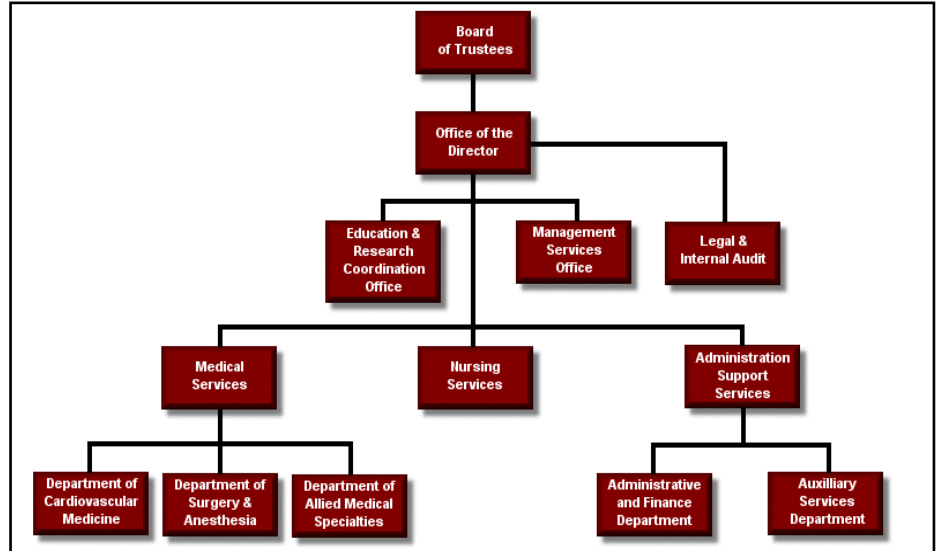 Board
of Trustees
Office of the
Director
Education &
Research
Coordination
Office
Management
Services
Office
Legal &
Internal Audit
Medical
Services
Nursing
Services
Administration
Support
Services
Department of
Cardiovascular
Medicine
Department of
Surgery &
Anesthesia
Department of
Allied Medical
Specialties
Administrative
and Finance
Department
Auxilliary
Services
Department